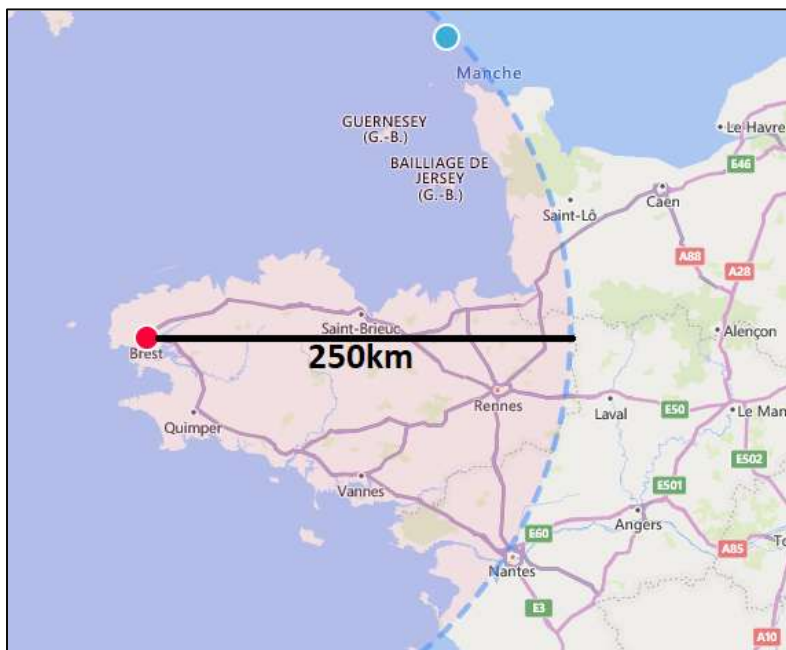 Manche
GUERNESEY
(G.-B.)
BAILLIAGE DE
JERSEY
(G.-B.)
Le Havre
E46
Caen
Saint-Lô
A88
A28
Saint-Brieuc
Alençon
Brest
250km
Rennes
Laval
E50
Le Man
Quimper
E502
Vannes
E501
Angers
E60
A85
To
Nantes
E3
A10